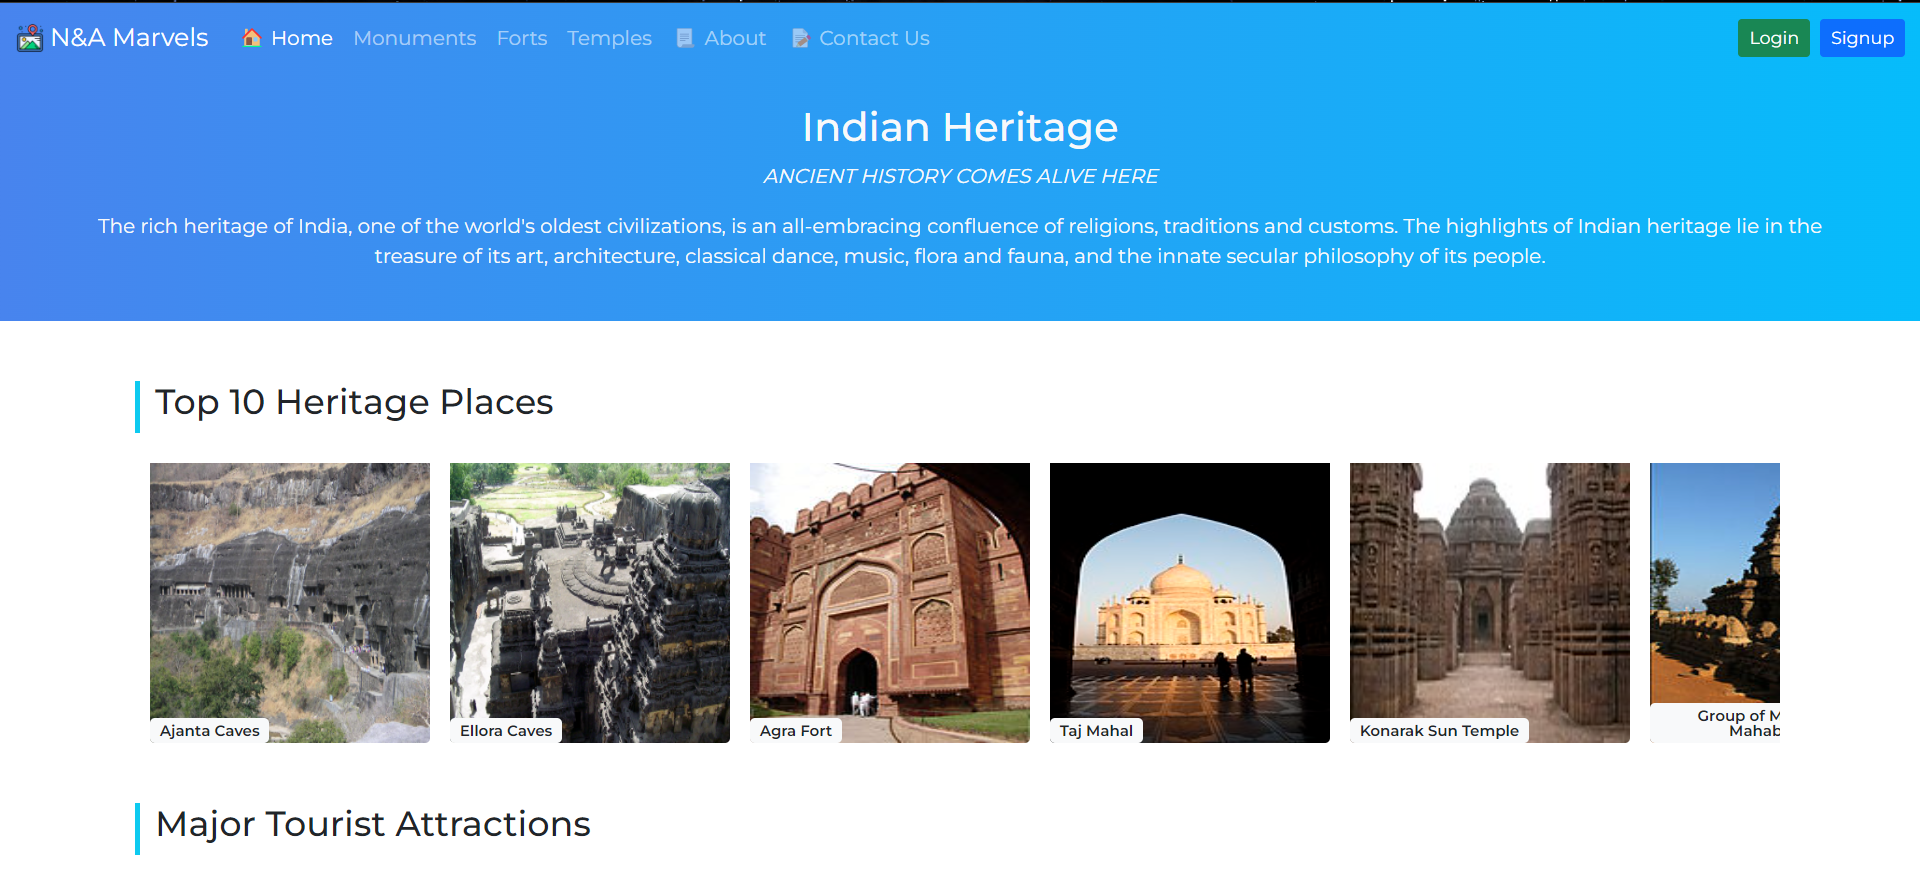 N&A Marvels Home Monuments Forts Temples About Contact Us Login Signup
Indian Heritage
ANCIENT HISTORY COMES ALIVE HERE
The rich heritage of India, one of the world's oldest civilizations, is an all-embracing confluence of religions, traditions and customs. The highlights of Indian heritage lie in the
treasure of its art, architecture, classical dance, music, flora and fauna, and the innate secular philosophy of its people.
Top 10 Heritage Places
Ajanta Caves
Ellora Caves
Agra Fort
Taj Mahal
Konarak Sun Temple
Group of M
Mahab
Major Tourist Attractions